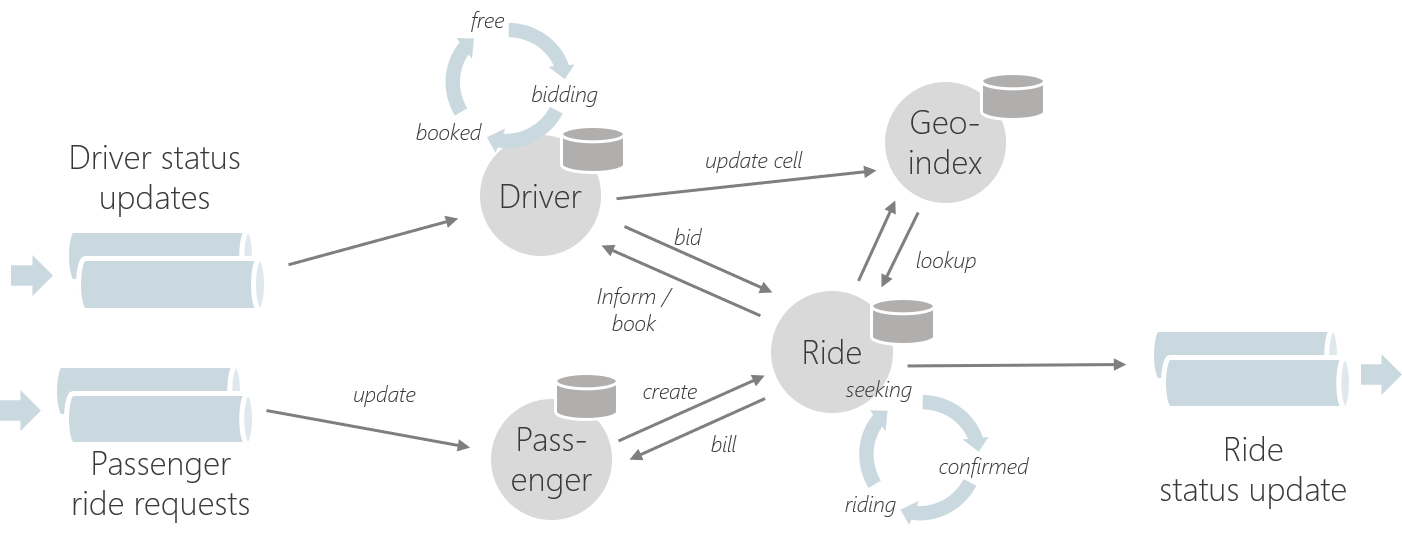 free
bidding
booked
Driver status
updates
Driver
update cell
Geo-
index
bid
Inform /
book
lookup
Ride
seeking
confirmed
riding
update
create
bill
Pass-
enger
Passenger
ride requests
Ride
status update